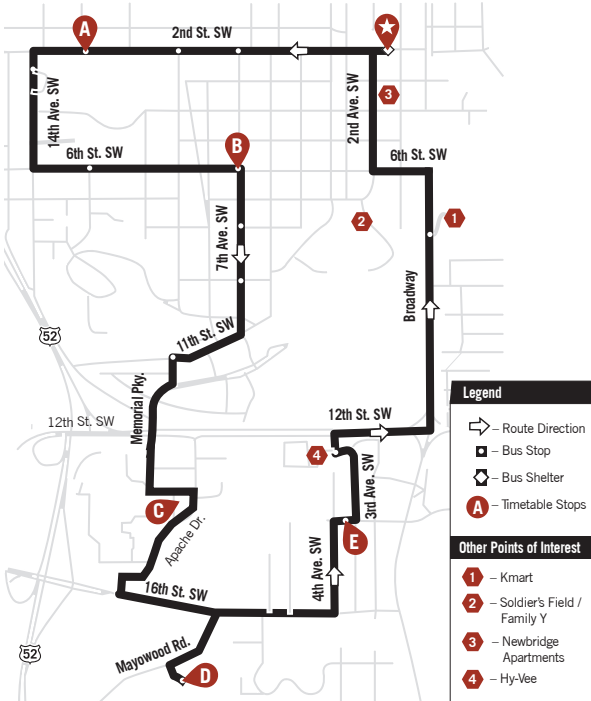 A
2nd St. SW
14th Ave. SW
2nd Ave. SW
3
6th St. SW
B
6th St. SW
2
1
7th Ave. SW
Broadway
52
11th St. SW
Memorial Pky.
12th St. SW
12th St. SW
4
3rd Ave. SW
C
Apache Dr.
E
4th Ave. SW
16th St. SW
52
Mayowood Rd.
D
Legend
– Route Direction
– Bus Stop
– Bus Shelter
A – Timetable Stops
Other Points of Interest
1 – Kmart
2 – Soldier's Field /
Family Y
3 – Newbridge
Apartments
4 – Hy-Vee